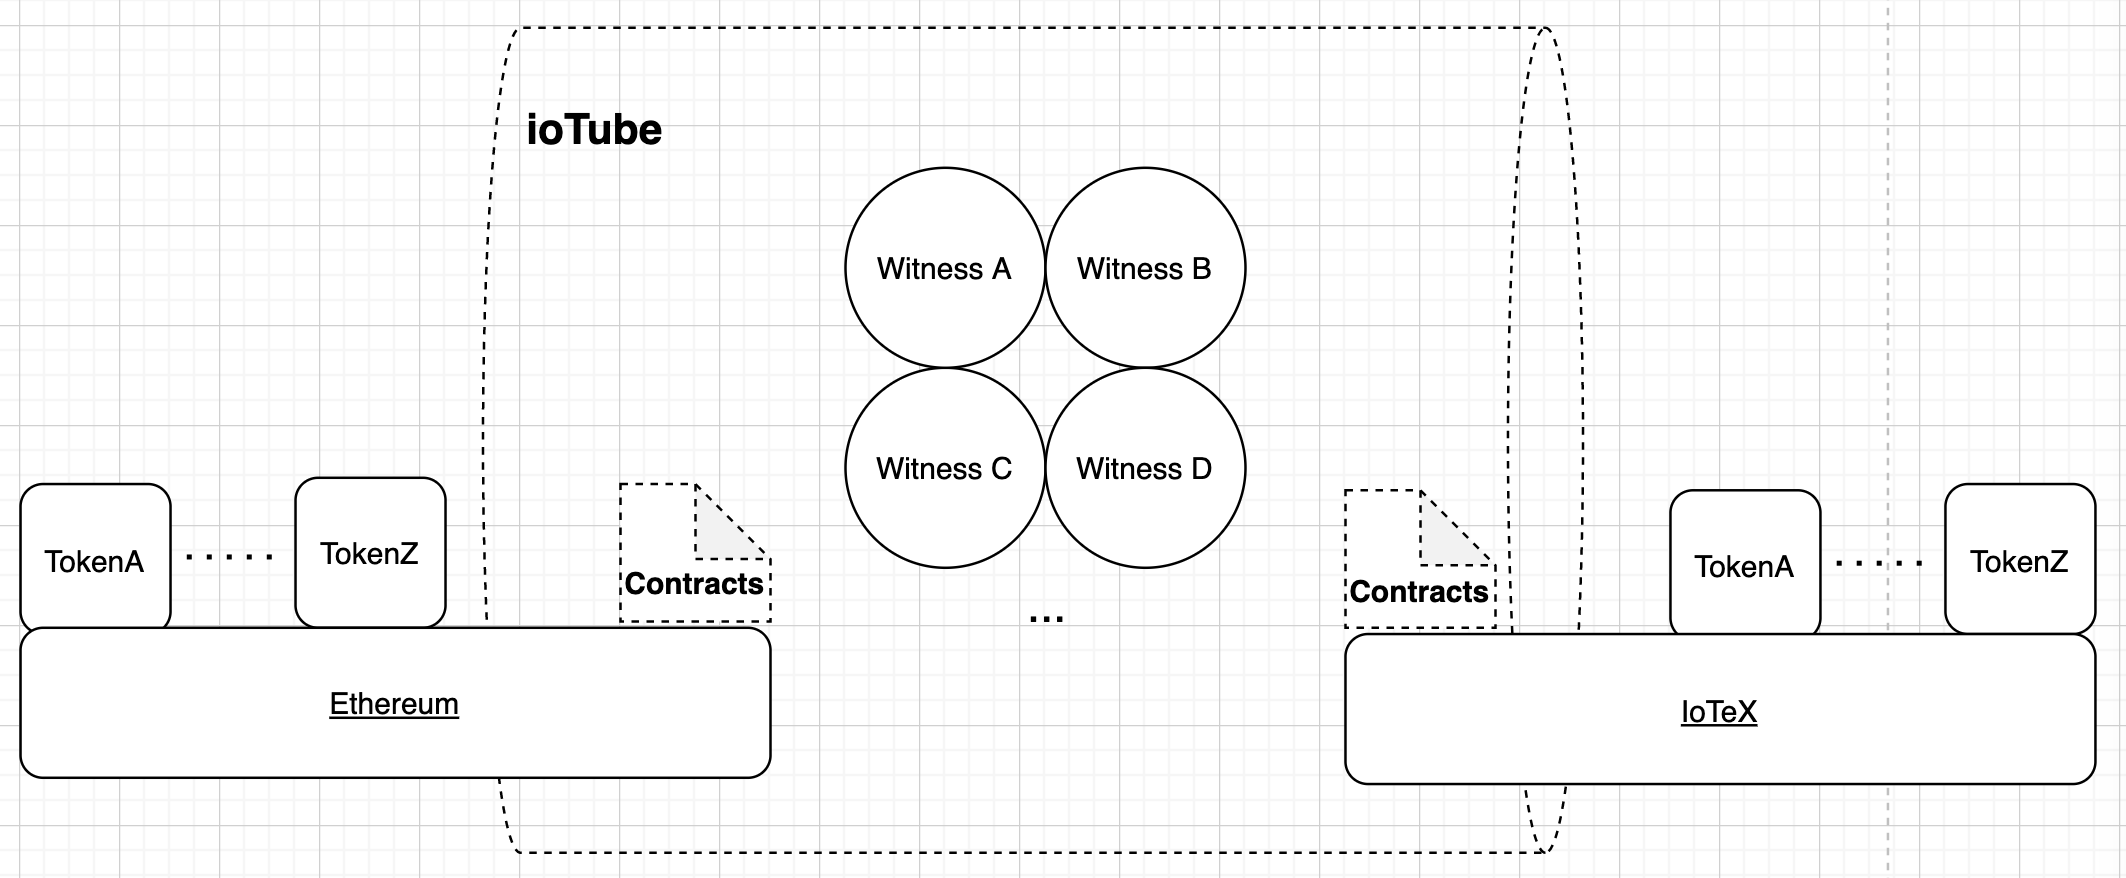 ioTube
Witness A
Witness B
Witness C
Witness D
TokenA
.....
TokenZ
Contracts
...
Contracts
TokenA
.....
TokenZ
Ethereum
IoTeX